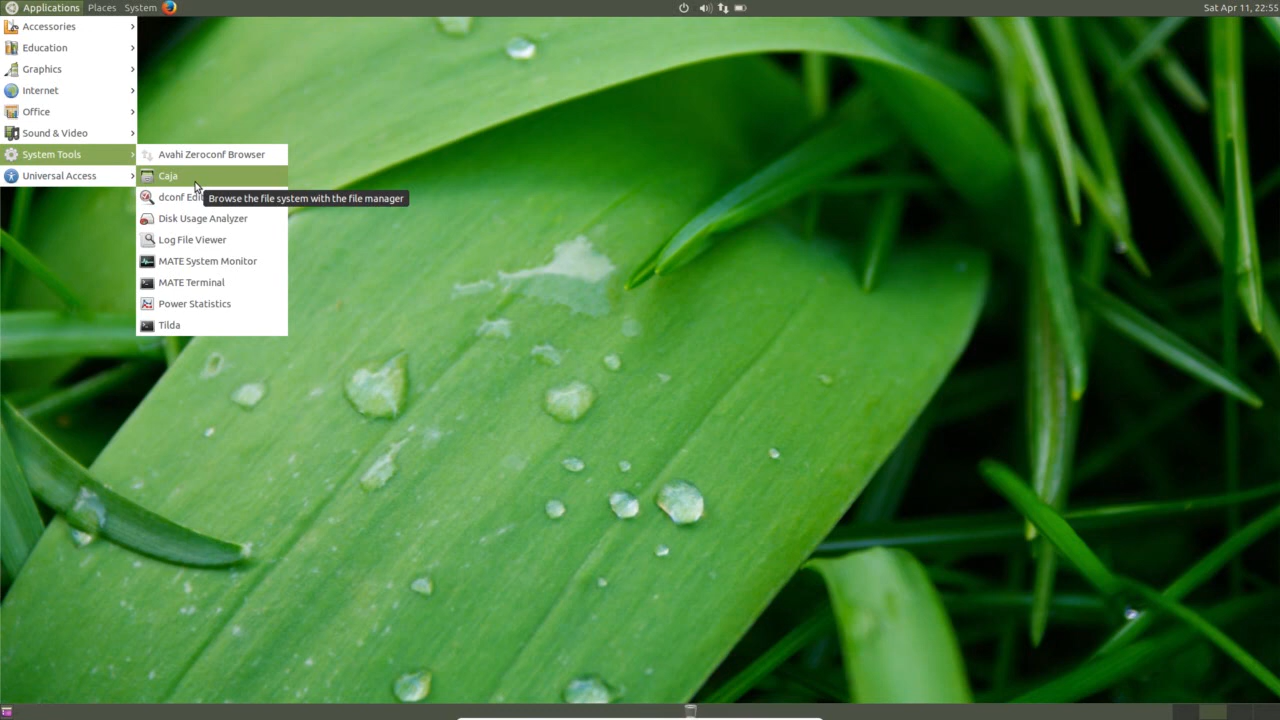 Applications Places System Sat Apr 11, 22:55
Accessories
Education
Graphics
Internet
Office
Sound & Video
System Tools
Universal Access
Avahi Zeroconf Browser
Caja
dconf Edi
Browse the file system with the file manager
Disk Usage Analyzer
Log File Viewer
MATE System Monitor
MATE Terminal
Power Statistics
Tilda